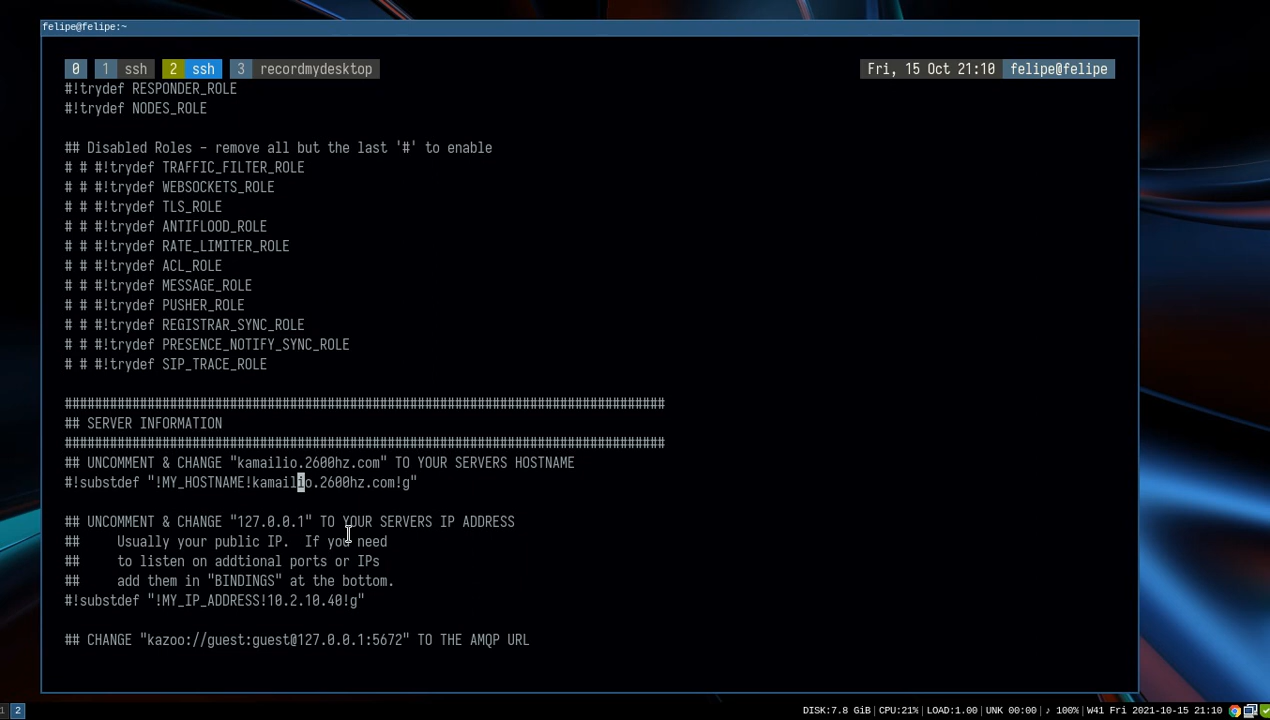 felipe@felipe:~
0 1 ssh 2 ssh 3 recordmydesktop Fri, 15 Oct 21:10 felipe@felipe
#!trydef RESPONDER_ROLE
#!trydef NODES_ROLE
## Disabled Roles - remove all but the last '#' to enable
# # #!trydef TRAFFIC_FILTER_ROLE
# # #!trydef WEBSOCKETS_ROLE
# # #!trydef TLS_ROLE
# # #!trydef ANTIFLOOD_ROLE
# # #!trydef RATE_LIMITER_ROLE
# # #!trydef ACL_ROLE
# # #!trydef MESSAGE_ROLE
# # #!trydef PUSHER_ROLE
# # #!trydef REGISTRAR_SYNC_ROLE
# # #!trydef PRESENCE_NOTIFY_SYNC_ROLE
# # #!trydef SIP_TRACE_ROLE
################################################################################
## SERVER INFORMATION
################################################################################
## UNCOMMENT & CHANGE "kamailio.2600hz.com" TO YOUR SERVERS HOSTNAME
#!substdef "!MY_HOSTNAME!kamailio.2600hz.com!g"
## UNCOMMENT & CHANGE "127.0.0.1" TO YOUR SERVERS IP ADDRESS
##     Usually your public IP.  If you need
##     to listen on addtional ports or IPs
##     add them in "BINDINGS" at the bottom.
#!substdef "!MY_IP_ADDRESS!10.2.10.40!g"
## CHANGE "kazoo://guest:guest@127.0.0.1:5672" TO THE AMQP URL
1 2 DISK:7.8 GiB|CPU:21%|LOAD:1.00|UNK 00:00|♪ 100%|W41 Fri 2021-10-15 21:10